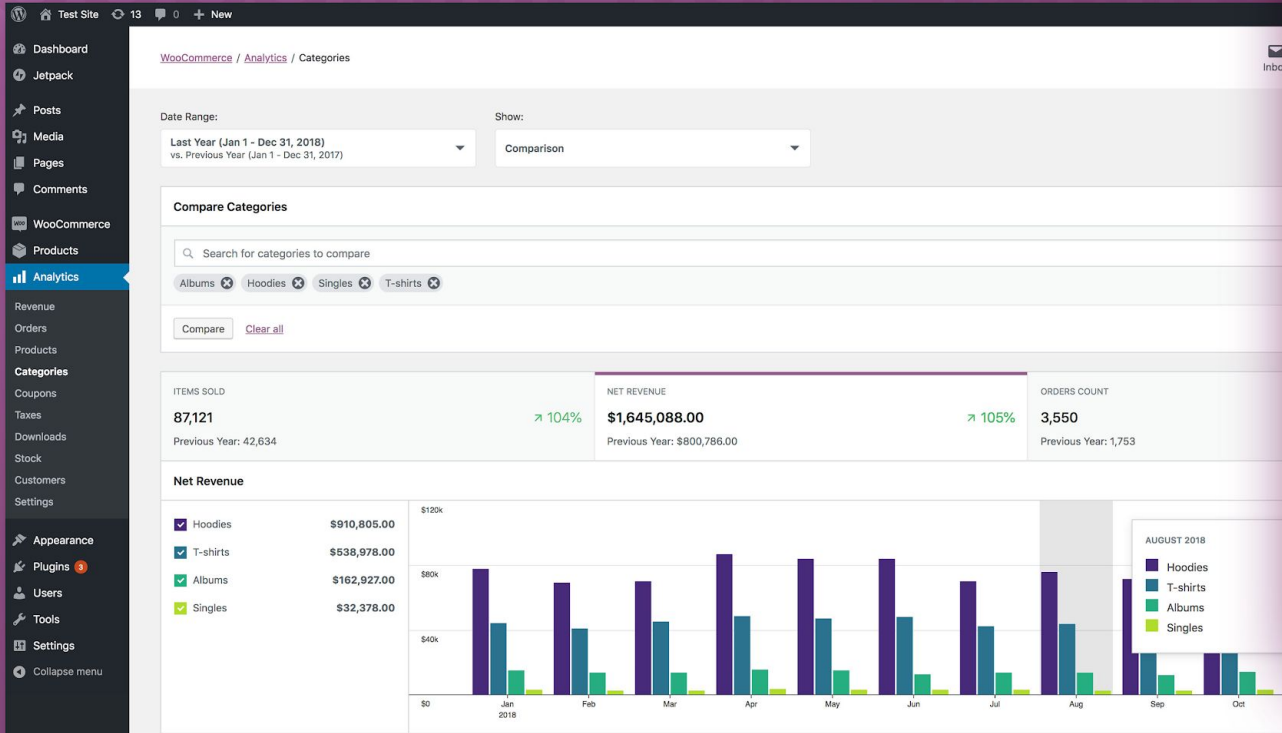 Test Site 13 0 + New
Dashboard
Jetpack
Posts
Media
Pages
Comments
WooCommerce
Products
Analytics
Revenue
Orders
Products
Categories
Coupons
Taxes
Downloads
Stock
Customers
Settings
Appearance
Plugins 3
Users
Tools
Settings
Collapse menu
WooCommerce / Analytics / Categories
Date Range:
Last Year (Jan 1 - Dec 31, 2018)
vs. Previous Year (Jan 1 - Dec 31, 2017)
Show:
Comparison
Compare Categories
Search for categories to compare
Albums Hoodies Singles T-shirts
Compare Clear all
ITEMS SOLD
87,121 104%
Previous Year: 42,634
NET REVENUE
$1,645,088.00 105%
Previous Year: $800,786.00
ORDERS COUNT
3,550
Previous Year: 1,753
Net Revenue
Hoodies $910,805.00
T-shirts $538,978.00
Albums $162,927.00
Singles $32,378.00
$120k
$80k
$40k
$0
Jan Feb Mar Apr May Jun Jul Aug Sep Oct
2018
AUGUST 2018
Hoodies
T-shirts
Albums
Singles